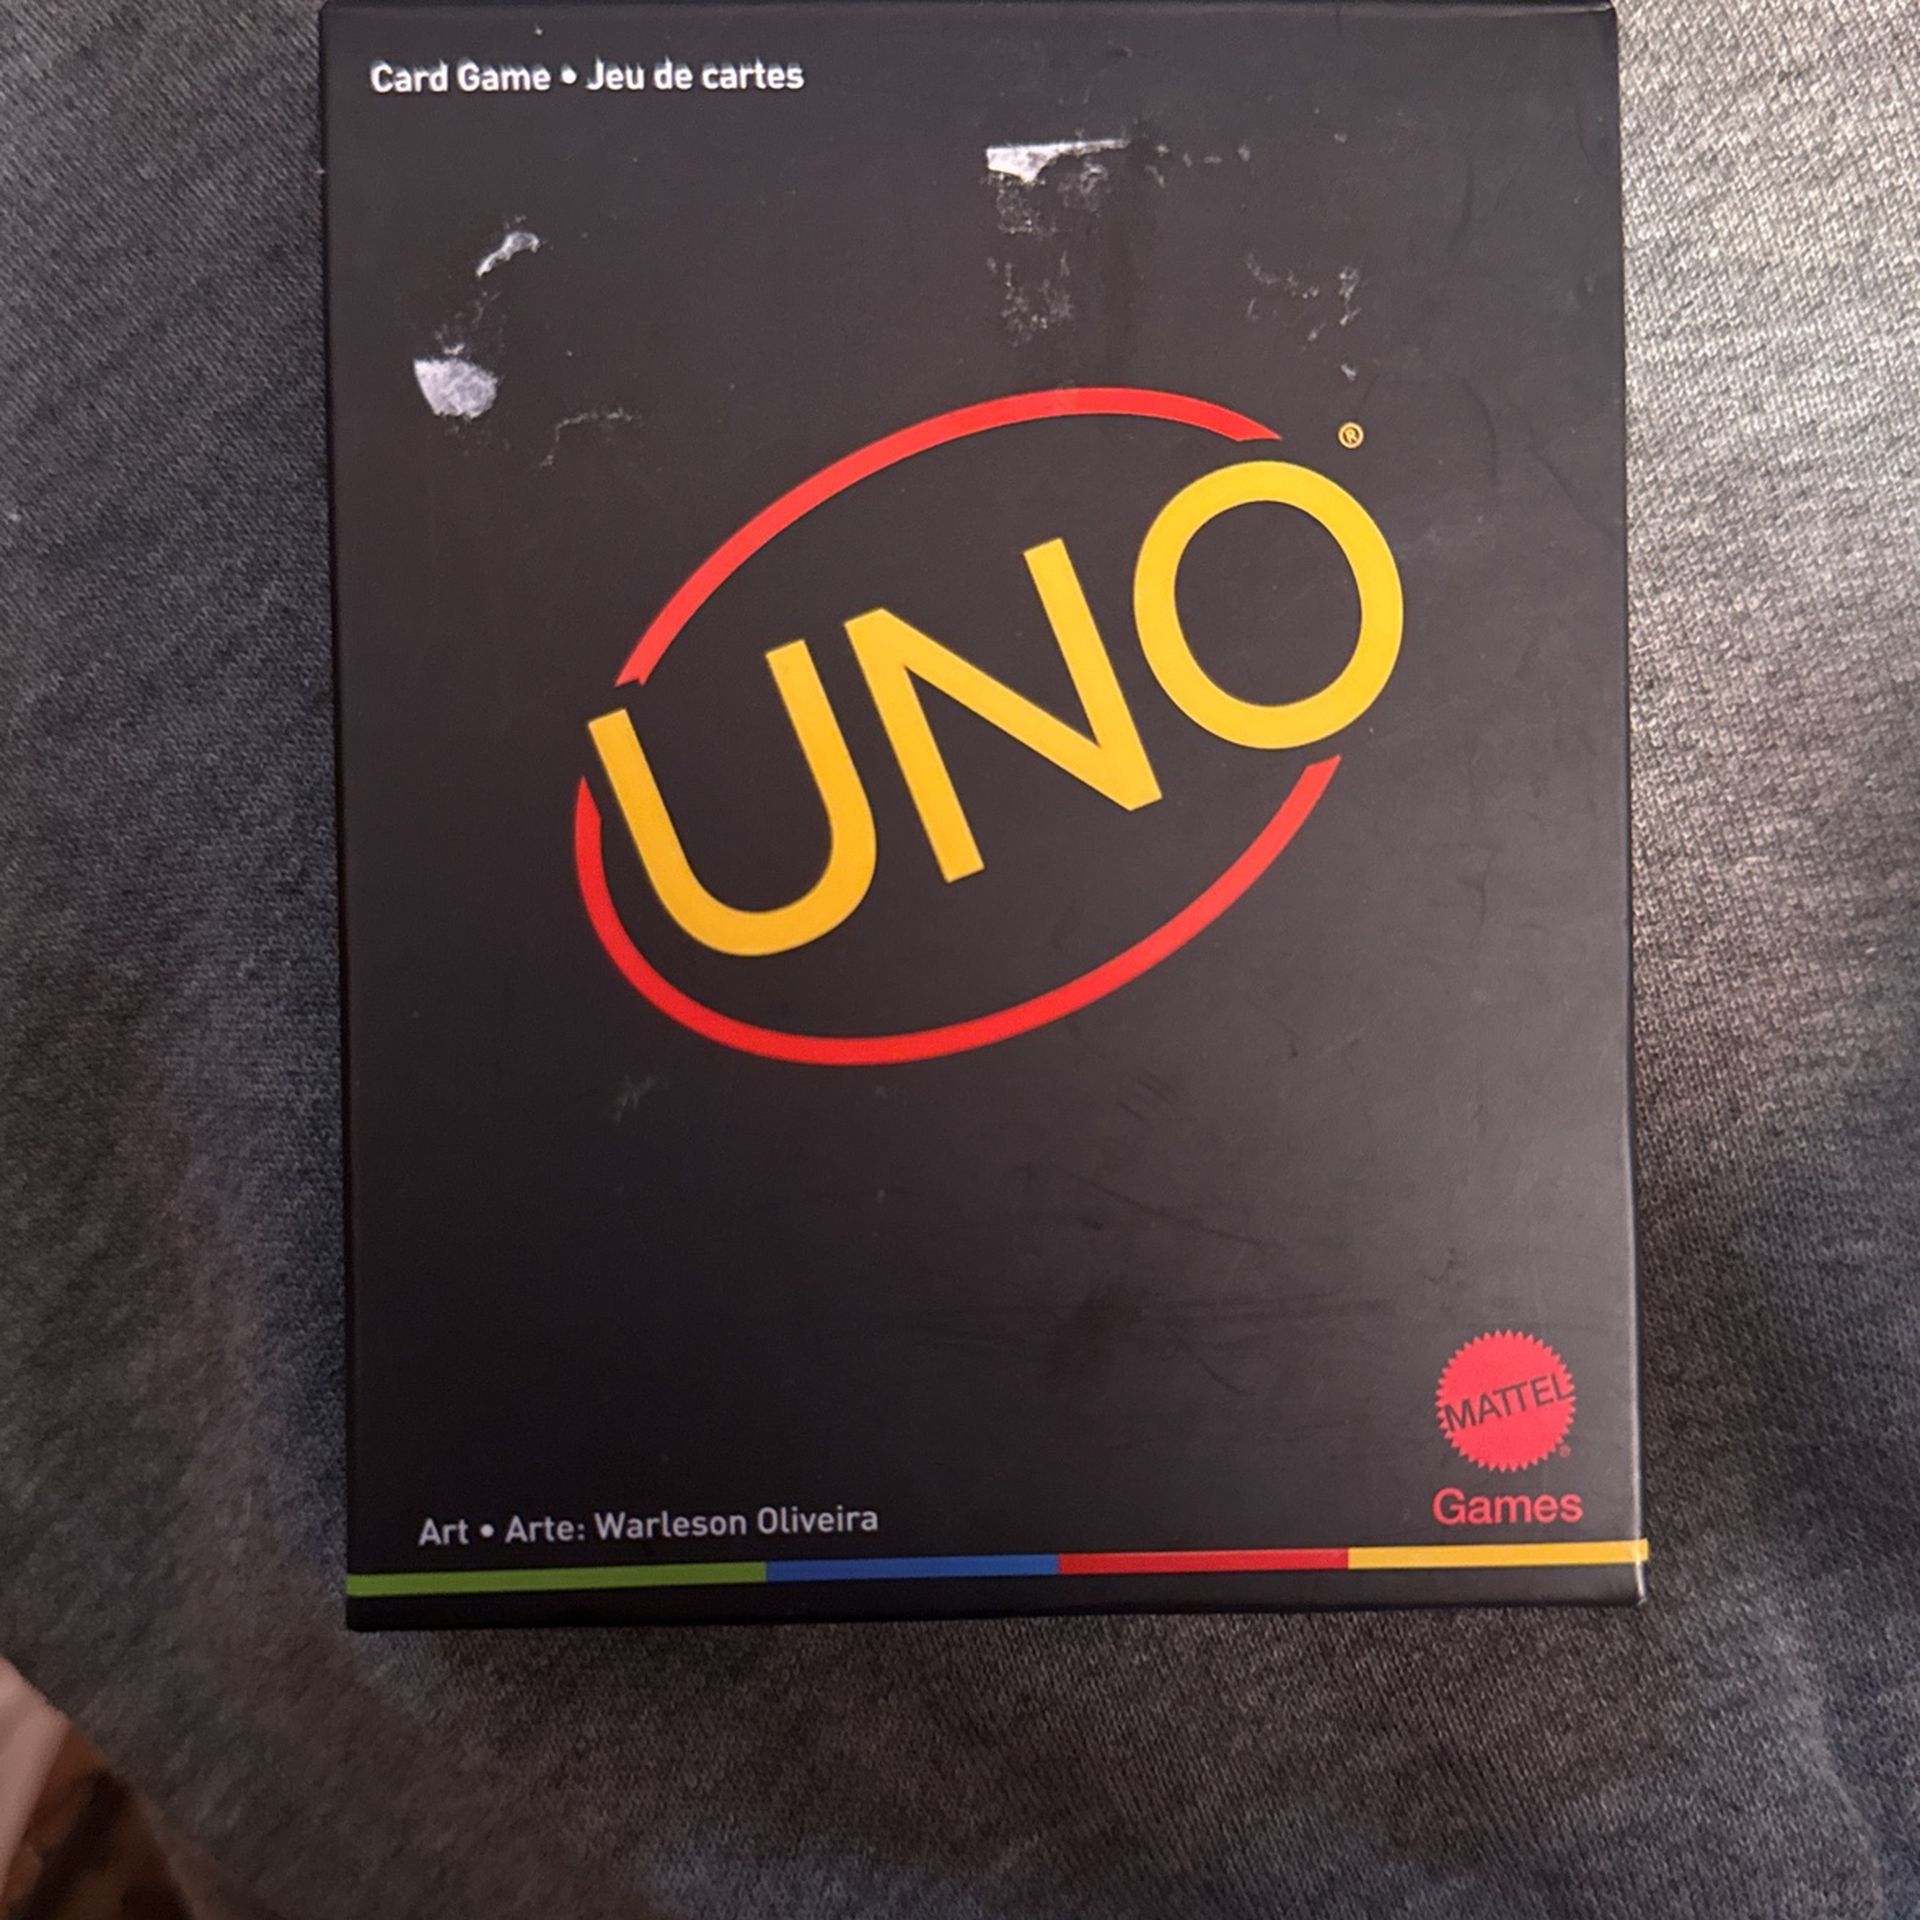 Card Game • Jeu de cartes
UNO®
MATTEL®
Games
Art • Arte: Warleson Oliveira